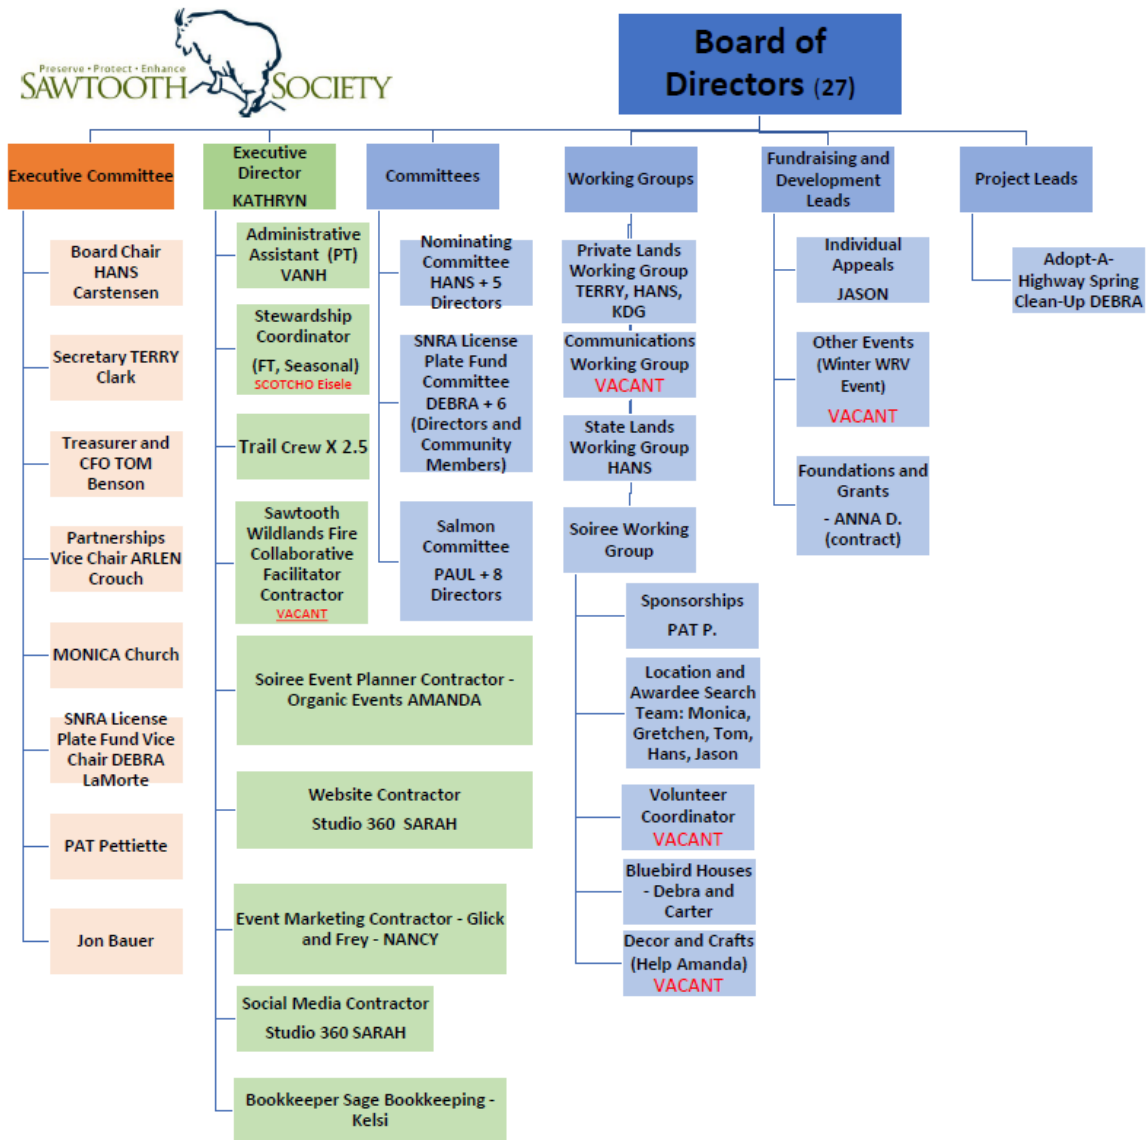 Preserve • Protect • Enhance
SAWTOOTH SOCIETY
Board of
Directors (27)
Executive Committee
Board Chair
HANS
Carstensen
Secretary TERRY
Clark
Treasurer and
CFO TOM
Benson
Partnerships
Vice Chair ARLEN
Crouch
MONICA Church
SNRA License
Plate Fund Vice
Chair DEBRA
LaMorte
PAT Pettiette
Jon Bauer
Executive
Director
KATHRYN
Administrative
Assistant (PT)
VANH
Stewardship
Coordinator
(FT, Seasonal)
SCOTCHO Eisele
Trail Crew X 2.5
Sawtooth
Wildlands Fire
Collaborative
Facilitator
Contractor
VACANT
Soiree Event Planner Contractor -
Organic Events AMANDA
Website Contractor
Studio 360 SARAH
Event Marketing Contractor - Glick
and Frey - NANCY
Social Media Contractor
Studio 360 SARAH
Bookkeeper Sage Bookkeeping -
Kelsi
Committees
Nominating
Committee
HANS + 5
Directors
SNRA License
Plate Fund
Committee
DEBRA + 6
(Directors and
Community
Members)
Salmon
Committee
PAUL + 8
Directors
Working Groups
Private Lands
Working Group
TERRY, HANS,
KDG
Communications
Working Group
VACANT
State Lands
Working Group
HANS
Soiree Working
Group
Sponsorships
PAT P.
Location and
Awardee Search
Team: Monica,
Gretchen, Tom,
Hans, Jason
Volunteer
Coordinator
VACANT
Bluebird Houses
- Debra and
Carter
Decor and Crafts
(Help Amanda)
VACANT
Fundraising and
Development
Leads
Individual
Appeals
JASON
Other Events
(Winter WRV
Event)
VACANT
Foundations and
Grants
- ANNA D.
(contract)
Project Leads
Adopt-A-
Highway Spring
Clean-Up DEBRA